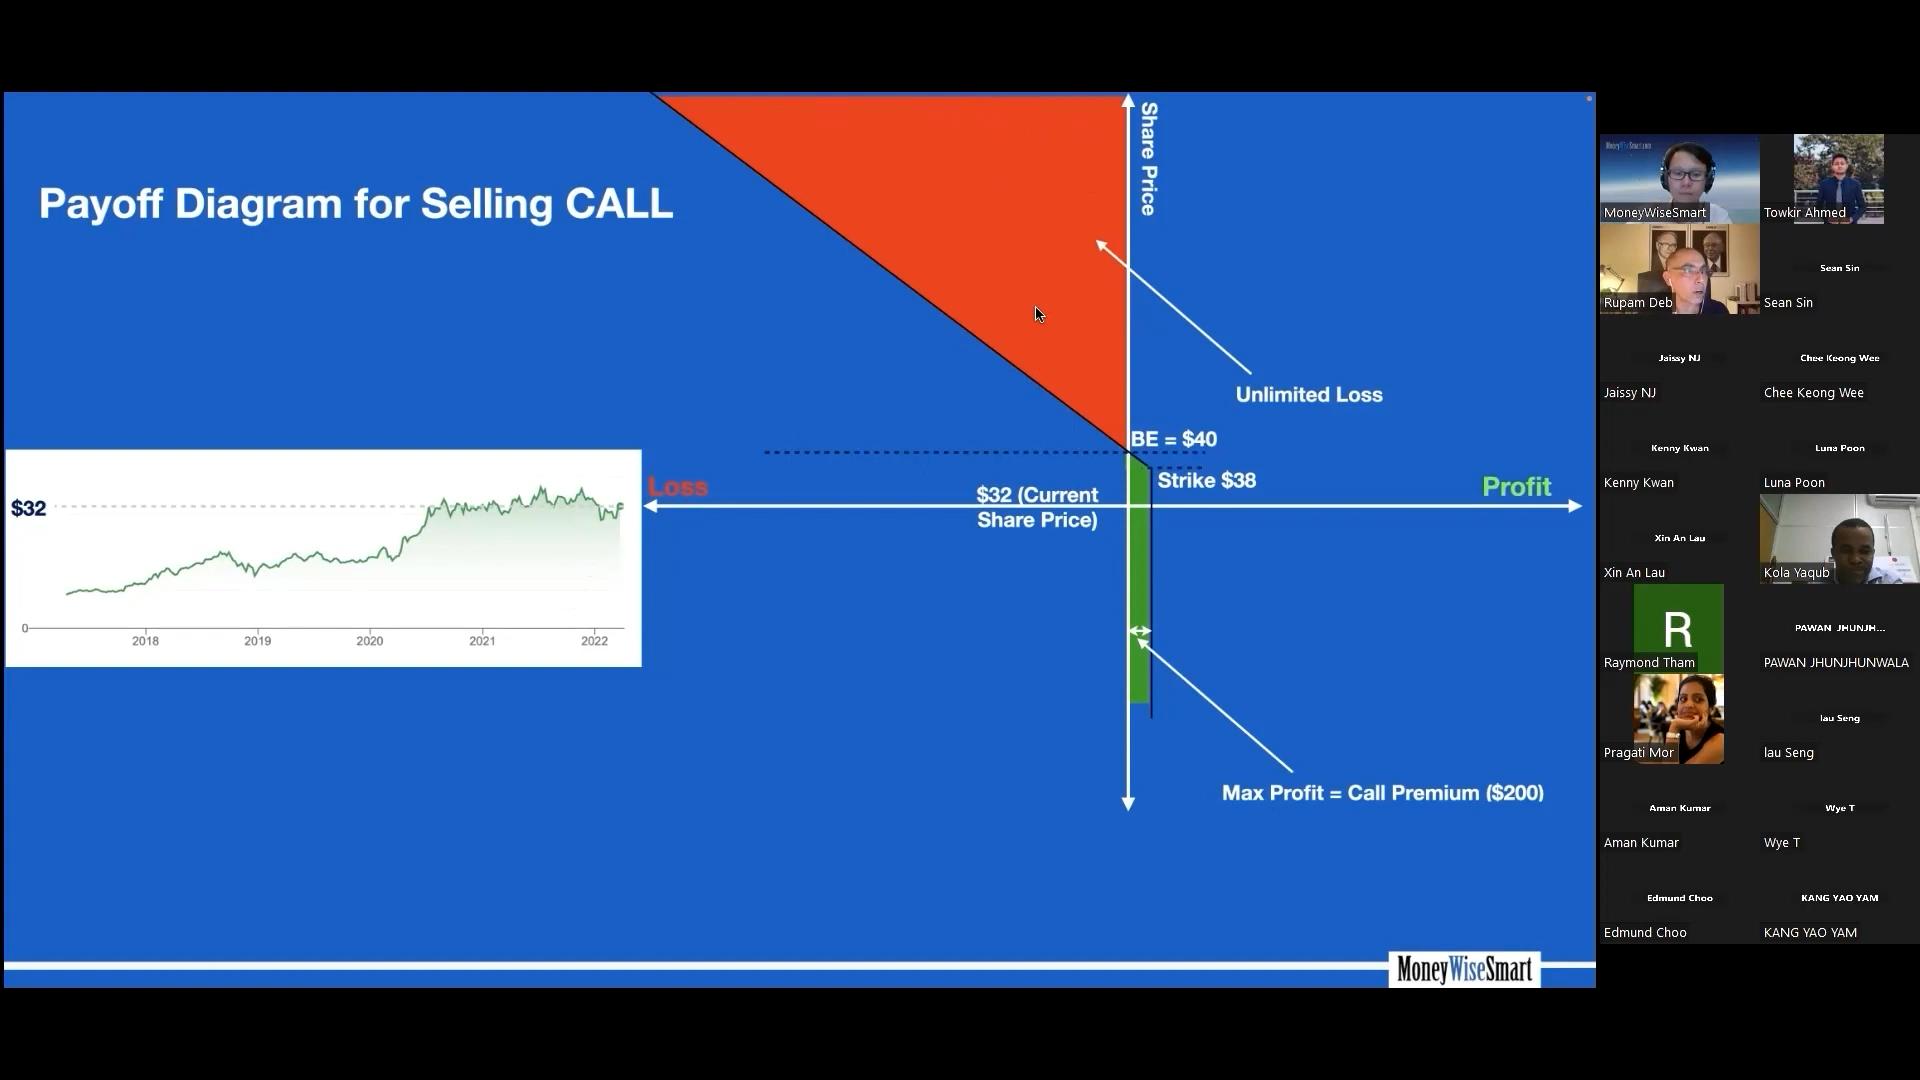 Payoff Diagram for Selling CALL
Share Price
Unlimited Loss
BE = $40
Strike $38
Loss
$32 (Current
Share Price)
Profit
$32
0
2018
2019
2020
2021
2022
Max Profit = Call Premium ($200)
MoneyWiseSmart
MoneyWiseSmart.com
MoneyWiseSmart
Towkir Ahmed
Rupam Deb
Sean Sin
Sean Sin
Jaissy NJ
Jaissy NJ
Chee Keong Wee
Chee Keong Wee
Kenny Kwan
Kenny Kwan
Luna Poon
Luna Poon
Xin An Lau
Xin An Lau
Kola Yaqub
R
Raymond Tham
PAWAN JHUNJH...
PAWAN JHUNJHUNWALA
Pragati Mor
lau Seng
lau Seng
Aman Kumar
Aman Kumar
Wye T
Wye T
Edmund Choo
Edmund Choo
KANG YAO YAM
KANG YAO YAM